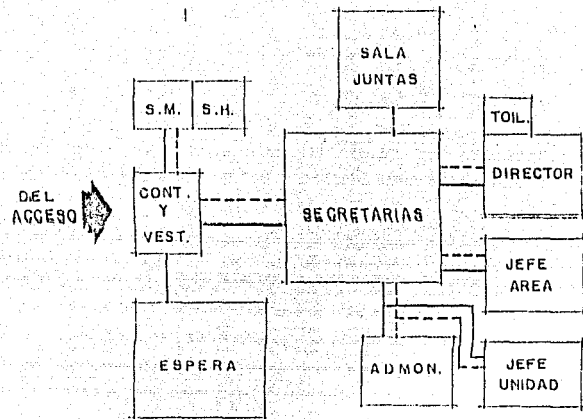 SALA
JUNTAS
S.M.
S.H.
TOIL.
DIRECTOR
DEL
ACCESO
CONT.
Y
VEST.
SECRETARIAS
JEFE
AREA
ESPERA
ADMON.
JEFE
UNIDAD